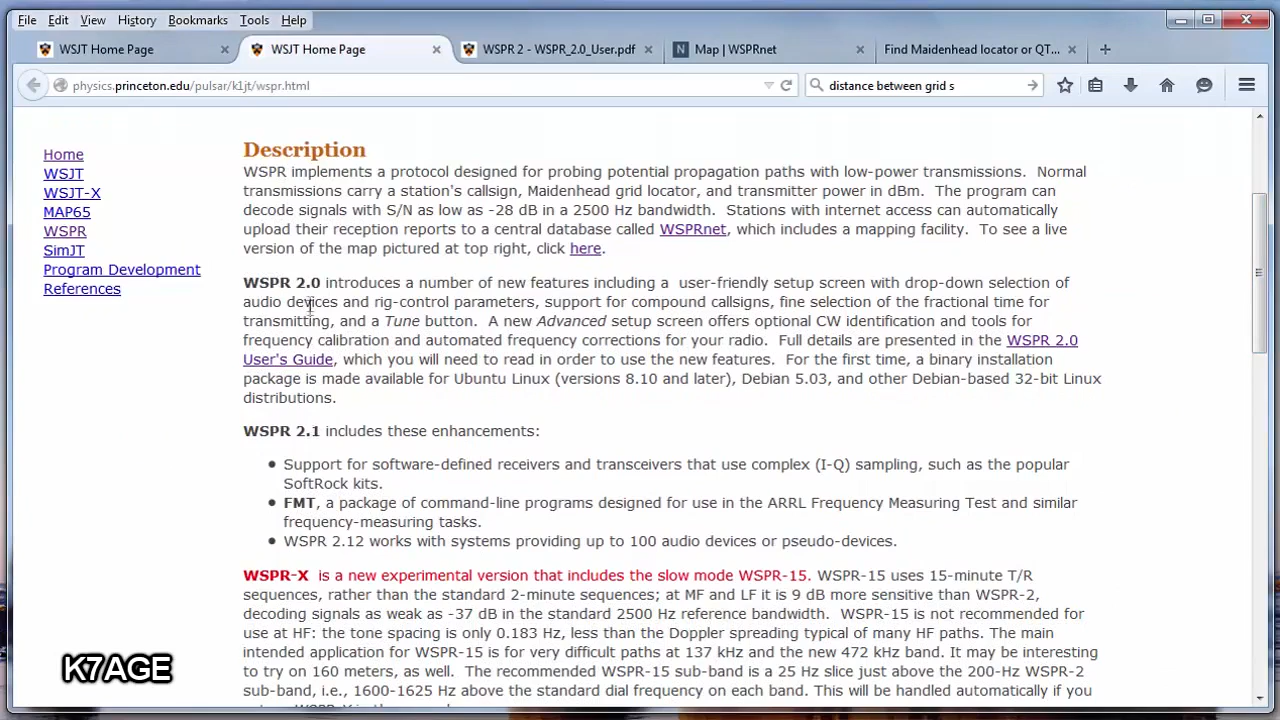 File Edit View History Bookmarks Tools Help
WSJT Home Page WSJT Home Page WSPR 2 - WSPR_2.0_User.pdf Map | WSPRnet Find Maidenhead locator or QT...
physics.princeton.edu/pulsar/k1jt/wspr.html distance between grid s
Home
WSJT
WSJT-X
MAP65
WSPR
SimJT
Program Development
References
Description
WSPR implements a protocol designed for probing potential propagation paths with low-power transmissions. Normal
transmissions carry a station's callsign, Maidenhead grid locator, and transmitter power in dBm. The program can
decode signals with S/N as low as -28 dB in a 2500 Hz bandwidth. Stations with internet access can automatically
upload their reception reports to a central database called WSPRnet, which includes a mapping facility. To see a live
version of the map pictured at top right, click here.
WSPR 2.0 introduces a number of new features including a user-friendly setup screen with drop-down selection of
audio devices and rig-control parameters, support for compound callsigns, fine selection of the fractional time for
transmitting, and a Tune button. A new Advanced setup screen offers optional CW identification and tools for
frequency calibration and automated frequency corrections for your radio. Full details are presented in the WSPR 2.0
User's Guide, which you will need to read in order to use the new features. For the first time, a binary installation
package is made available for Ubuntu Linux (versions 8.10 and later), Debian 5.03, and other Debian-based 32-bit Linux
distributions.
WSPR 2.1 includes these enhancements:
Support for software-defined receivers and transceivers that use complex (I-Q) sampling, such as the popular
SoftRock kits.
FMT, a package of command-line programs designed for use in the ARRL Frequency Measuring Test and similar
frequency-measuring tasks.
WSPR 2.12 works with systems providing up to 100 audio devices or pseudo-devices.
WSPR-X is a new experimental version that includes the slow mode WSPR-15. WSPR-15 uses 15-minute T/R
sequences, rather than the standard 2-minute sequences; at MF and LF it is 9 dB more sensitive than WSPR-2,
decoding signals as weak as -37 dB in the standard 2500 Hz reference bandwidth. WSPR-15 is not recommended for
use at HF: the tone spacing is only 0.183 Hz, less than the Doppler spreading typical of many HF paths. The main
intended application for WSPR-15 is for very difficult paths at 137 kHz and the new 472 kHz band. It may be interesting
to try on 160 meters, as well. The recommended WSPR-15 sub-band is a 25 Hz slice just above the 200-Hz WSPR-2
sub-band, i.e., 1600-1625 Hz above the standard dial frequency on each band. This will be handled automatically if you
K7AGE